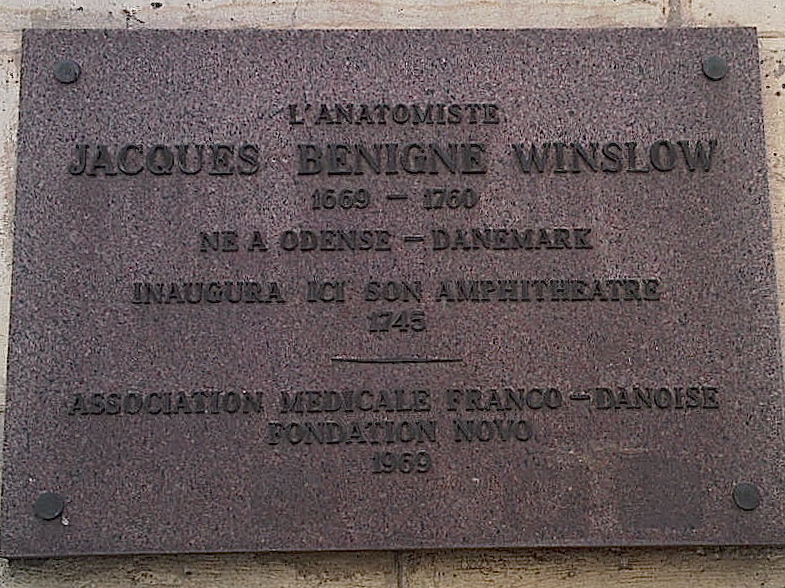 L'ANATOMISTE
JACQUES BENIGNE WINSLOW
1669 - 1760
NE A ODENSE - DANEMARK
INAUGURA ICI SON AMPHITHEATRE
1745
ASSOCIATION MEDICALE FRANCO - DANOISE
FONDATION NOVO
1969